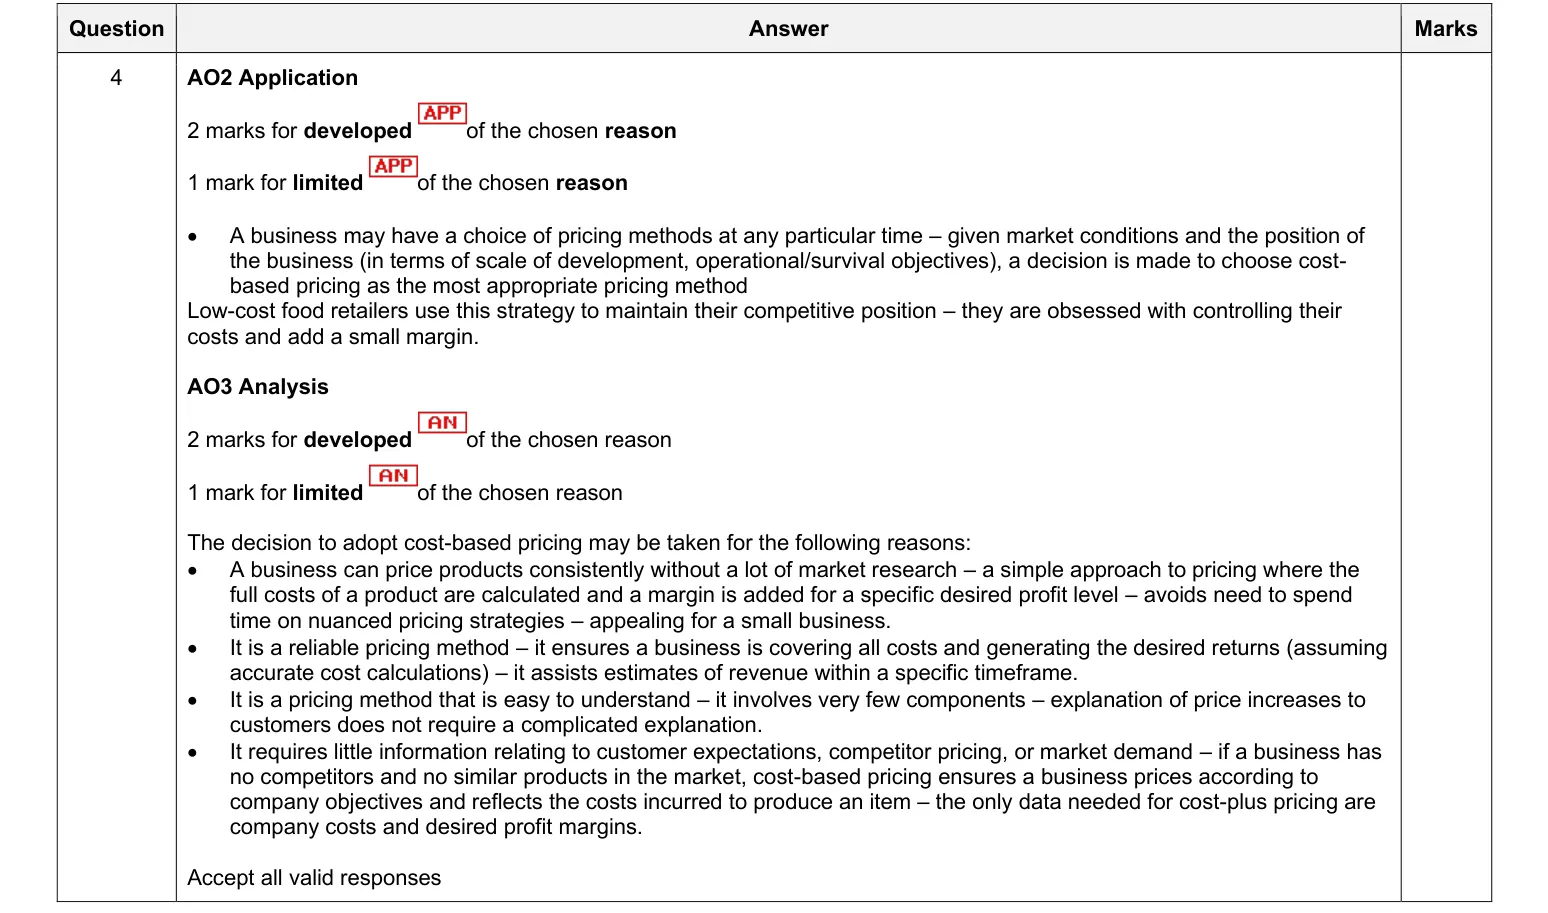 Question Answer Marks
4 AO2 Application
2 marks for developed APP of the chosen reason
1 mark for limited APP of the chosen reason
• A business may have a choice of pricing methods at any particular time – given market conditions and the position of
the business (in terms of scale of development, operational/survival objectives), a decision is made to choose cost-
based pricing as the most appropriate pricing method
Low-cost food retailers use this strategy to maintain their competitive position – they are obsessed with controlling their
costs and add a small margin.
AO3 Analysis
2 marks for developed AN of the chosen reason
1 mark for limited AN of the chosen reason
The decision to adopt cost-based pricing may be taken for the following reasons:
• A business can price products consistently without a lot of market research – a simple approach to pricing where the
full costs of a product are calculated and a margin is added for a specific desired profit level – avoids need to spend
time on nuanced pricing strategies – appealing for a small business.
• It is a reliable pricing method – it ensures a business is covering all costs and generating the desired returns (assuming
accurate cost calculations) – it assists estimates of revenue within a specific timeframe.
• It is a pricing method that is easy to understand – it involves very few components – explanation of price increases to
customers does not require a complicated explanation.
• It requires little information relating to customer expectations, competitor pricing, or market demand – if a business has
no competitors and no similar products in the market, cost-based pricing ensures a business prices according to
company objectives and reflects the costs incurred to produce an item – the only data needed for cost-plus pricing are
company costs and desired profit margins.
Accept all valid responses